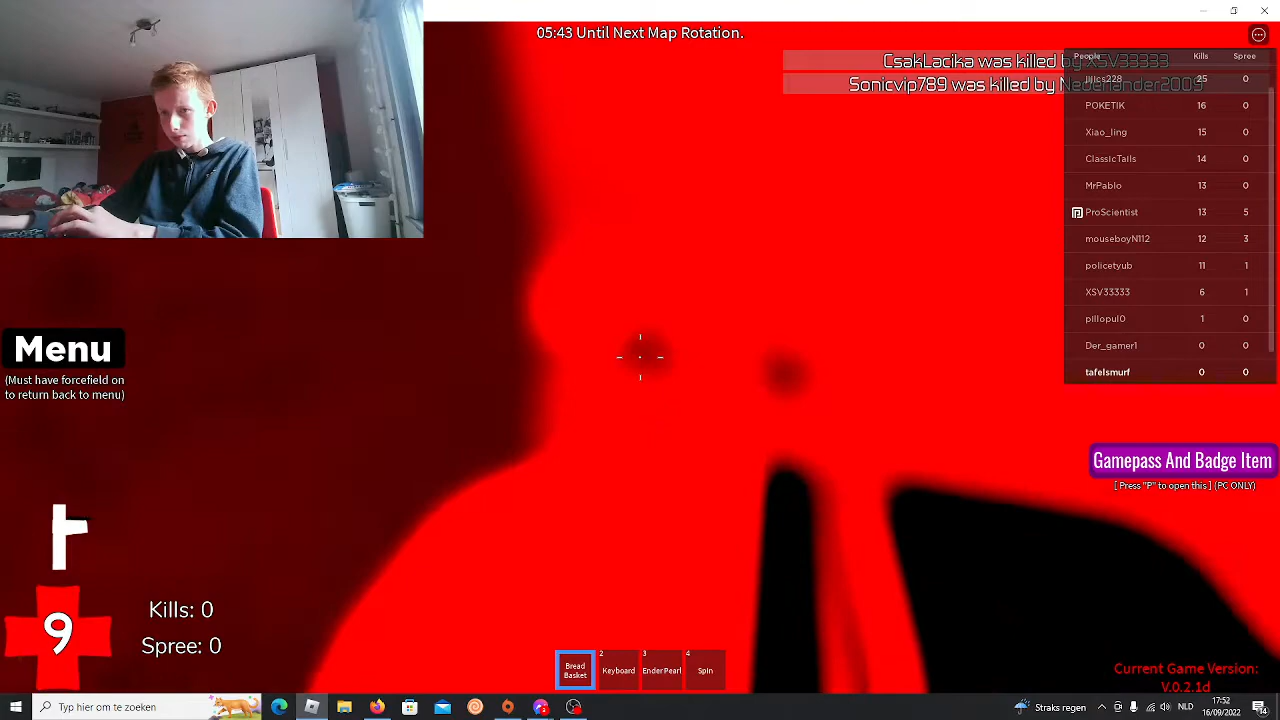 05:43 Until Next Map Rotation.
CsakLacika was killed by XSV33333
Sonicvip789 was killed by Nederlander2009
People Kills Spree
25 0
POKETIK 16 0
Xiao_ling 15 0
ClassicTails 14 0
MrPablo 13 0
ProScientist 13 5
mouseboyN112 12 3
policetyub 11 1
XSV33333 6 1
pillopul0 1 0
Der_gamer1 0 0
tafelsmurf 0 0
Menu
(Must have forcefield on
to return back to menu)
Gamepass And Badge Item
[ Press "P" to open this ] (PC ONLY)
9
Kills: 0
Spree: 0
Bread
Basket
2 Keyboard
3 Ender Pearl
4 Spin
Current Game Version:
V.0.2.1d
Typ hier om te zoeken
Straks regen
NLD
17:52
16/09/2022